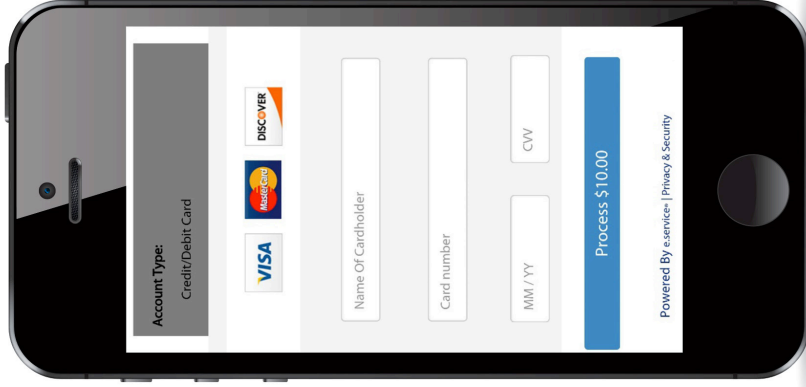 Account Type:
Credit/Debit Card
VISA MasterCard DISCOVER
Name Of Cardholder
Card number
MM / YY CVV
Process $10.00
Powered By e.service® | Privacy & Security